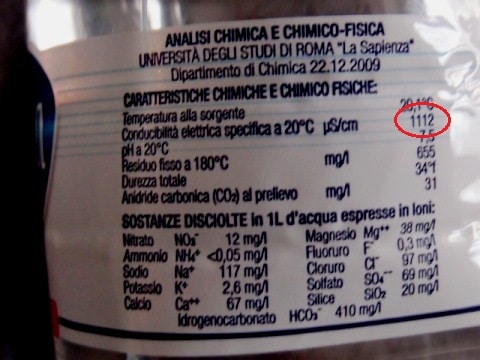 ANALISI CHIMICA E CHIMICO-FISICA
UNIVERSITÀ DEGLI STUDI DI ROMA "La Sapienza"
Dipartimento di Chimica 22.12.2009
CARATTERISTICHE CHIMICHE E CHIMICO FISICHE:
Temperatura alla sorgente 20,1°C
Conducibilità elettrica specifica a 20°C µS/cm 1112
pH a 20°C 7,5
Residuo fisso a 180°C mg/l 655
Durezza totale 34°f
Anidride carbonica (CO₂) al prelievo mg/l 31
SOSTANZE DISCIOLTE in 1L d'acqua espresse in Ioni:
Nitrato NO₃⁻ 12 mg/l Magnesio Mg⁺⁺ 38 mg/l
Ammonio NH₄⁺ <0,05 mg/l Fluoruro F⁻ 0,3 mg/l
Sodio Na⁺ 117 mg/l Cloruro Cl⁻ 97 mg/l
Potassio K⁺ 2,6 mg/l Solfato SO₄⁻⁻ 69 mg/l
Calcio Ca⁺⁺ 67 mg/l Silice SiO₂ 20 mg/l
Idrogenocarbonato HCO₃⁻ 410 mg/l